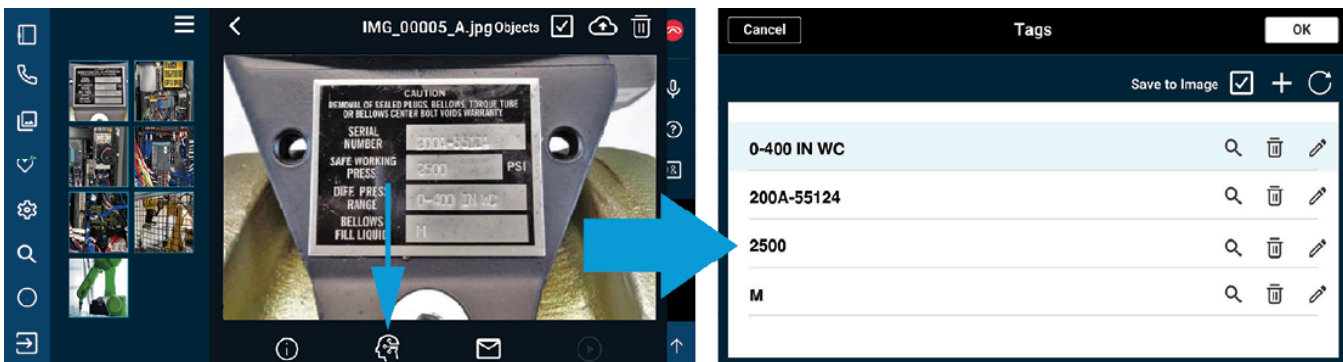 IMG_00005_A.jpg Objects
CAUTION
REMOVAL OF SEALED PLUGS, BELLOWS, TORQUE TUBE
OR BELLOWS CENTER BOLT VOIDS WARRANTY
SERIAL
NUMBER
200A-55124
SAFE WORKING
PRESS
2500
PSI
DIFF. PRESS
RANGE
0-400 IN WC
BELLOWS
FILL LIQUID
M
Cancel
Tags
OK
Save to Image
0-400 IN WC
200A-55124
2500
M